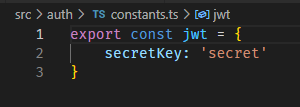 src > auth > TS constants.ts > jwt
1 export const jwt = {
2 secretKey: 'secret'
3 }